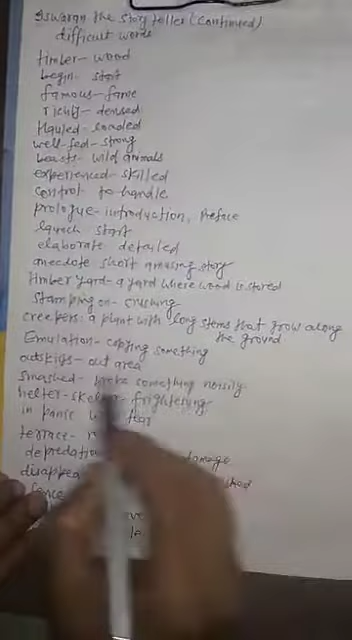 Iswaran the Story teller (continued)
difficult words
timber - wood
begin - start
famous - fame
richly - densed
Hauled - loaded
well-fed - strong
beasts - wild animals
experienced - skilled
control to handle
prologue - introduction, Preface
launch start
elaborate detailed
anecdote short amusing story
timber yard - a yard where wood is stored
Stamping on - crushing
Creepers: a plant with long stems that grow along the ground
Emulation - copying something
outskirts - out area
Smashed - broke something noisily
helter-skelter - frightening
in panic fear
terrace -
depredation damage